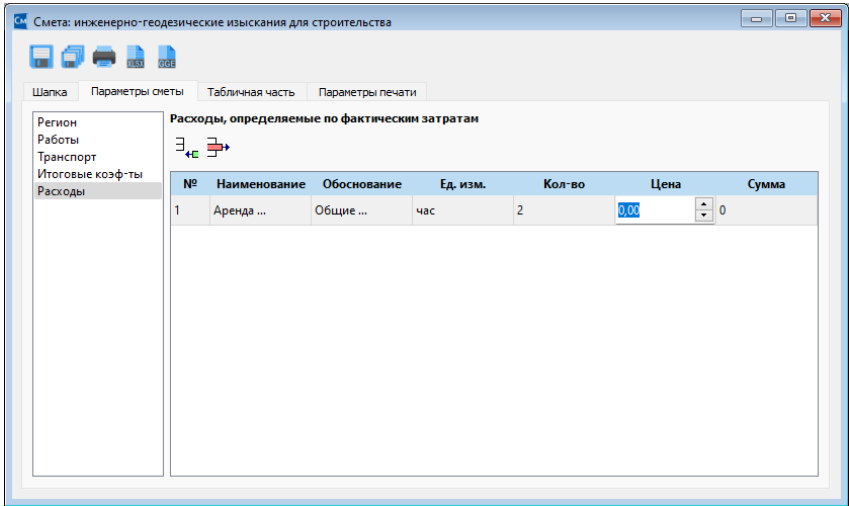 См Смета: инженерно-геодезические изыскания для строительства
XLSX GGE
Шапка Параметры сметы Табличная часть Параметры печати
Регион
Работы
Транспорт
Итоговые коэф-ты
Расходы
Расходы, определяемые по фактическим затратам
№ Наименование Обоснование Ед. изм. Кол-во Цена Сумма
1 Аренда ... Общие ... час 2 0,00 0